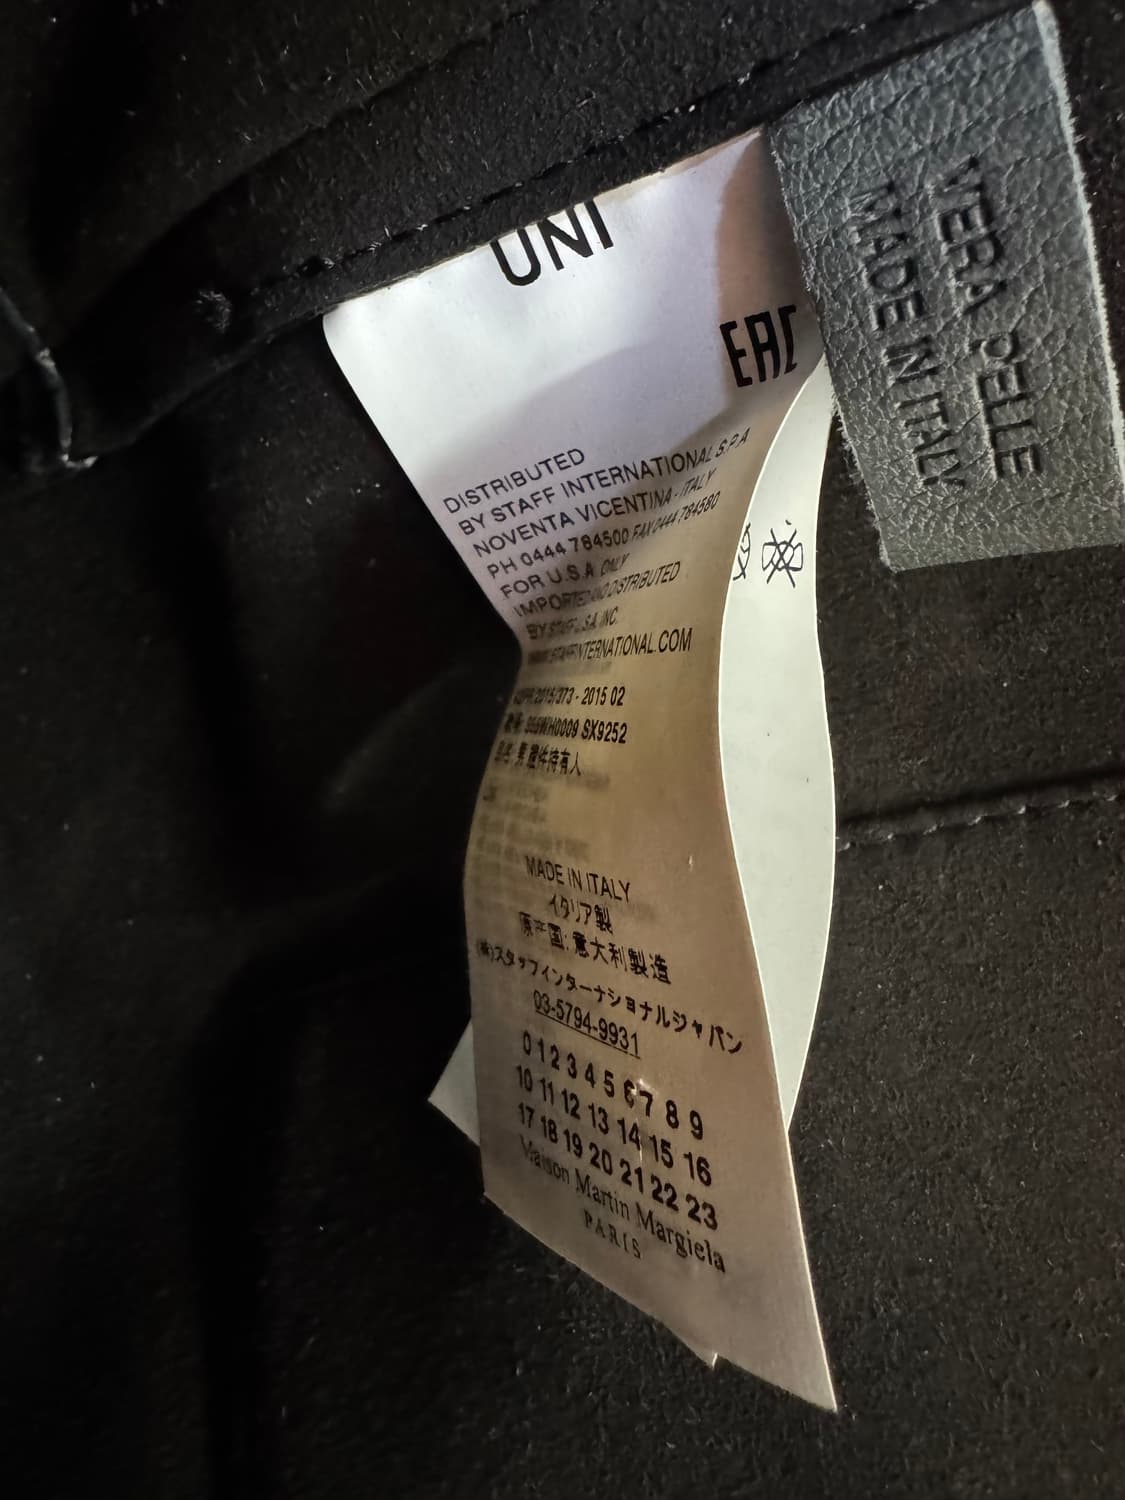 UNI
EAC
DISTRIBUTED
BY STAFF INTERNATIONAL S.P.A
NOVENTA VICENTINA - ITALY
PH 0444 784500 FAX 0444 784580
FOR U.S.A ONLY
IMPORTED AND DISTRIBUTED
BY STAFF USA, INC.
WWW.STAFFINTERNATIONAL.COM
2015/373 - 2015 02
S55WH0009 SX9252
MADE IN ITALY
イタリア製
原产国: 意大利製造
(株)スタッフインターナショナルジャパン
03-5794-9931
0 1 2 3 4 5 6 7 8 9
10 11 12 13 14 15 16
17 18 19 20 21 22 23
Maison Martin Margiela
PARIS
VERA PELLE
MADE IN ITALY